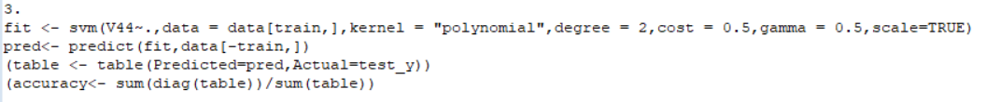 3.
fit <- svm(V44~.,data = data[train,],kernel = "polynomial",degree = 2,cost = 0.5,gamma = 0.5,scale=TRUE)
pred<- predict(fit,data[-train,])
(table <- table(Predicted=pred,Actual=test_y))
(accuracy<- sum(diag(table))/sum(table))